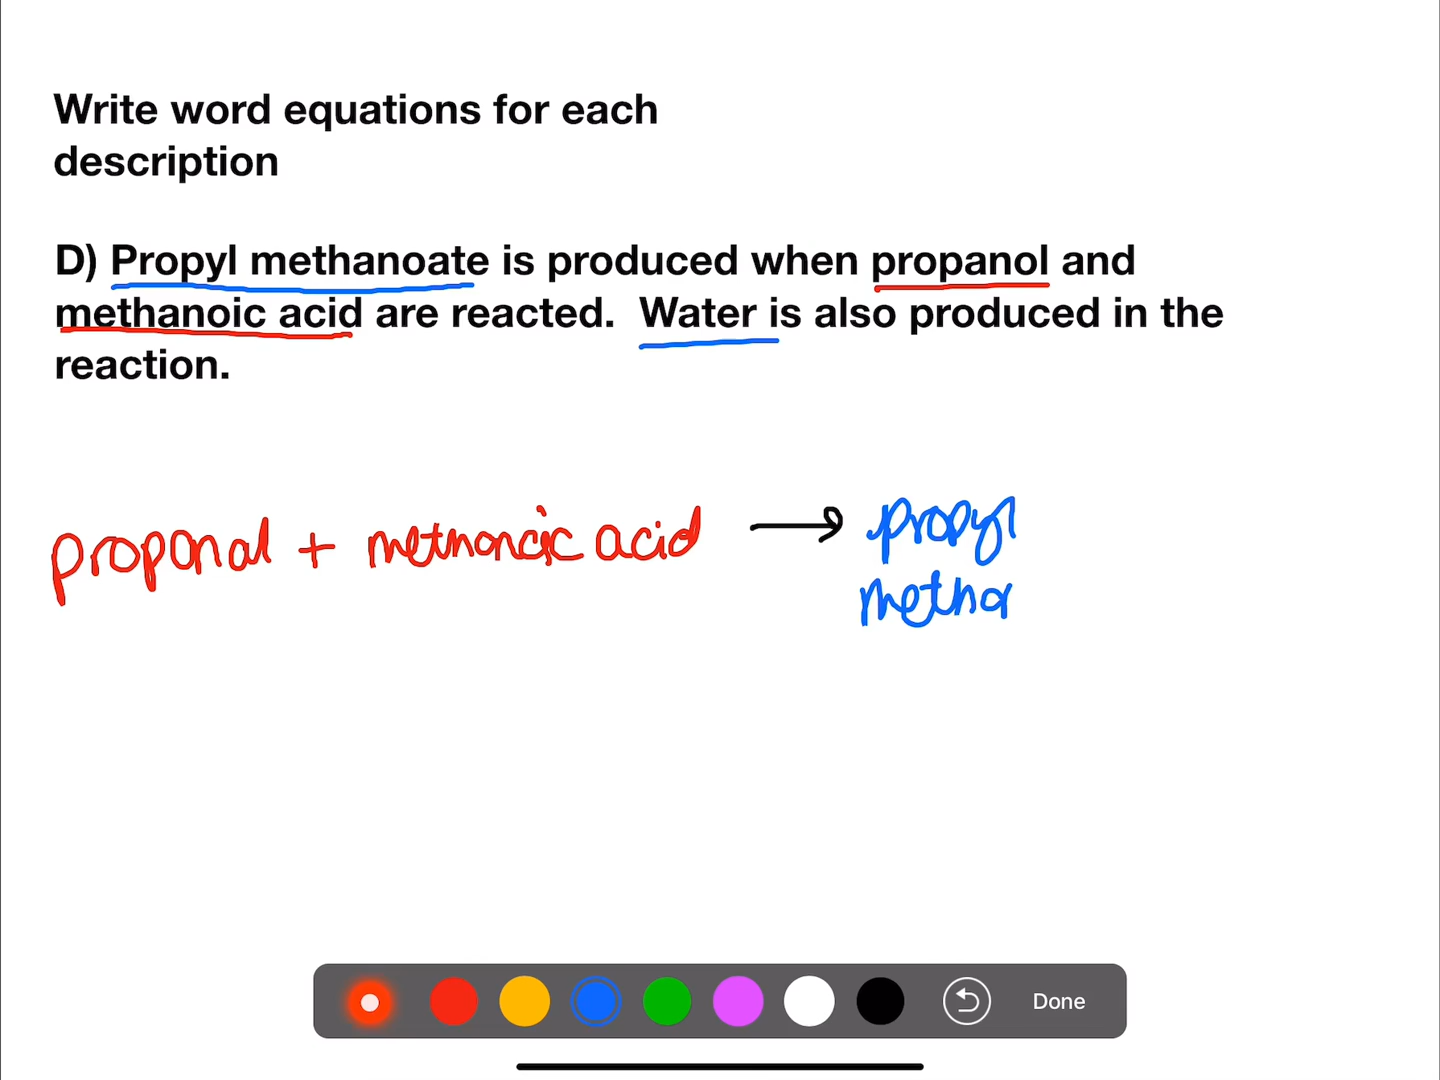 Write word equations for each
description
D) Propyl methanoate is produced when propanol and
methanoic acid are reacted. Water is also produced in the
reaction.
propanal + methanoic acid → propyl
metha
Done